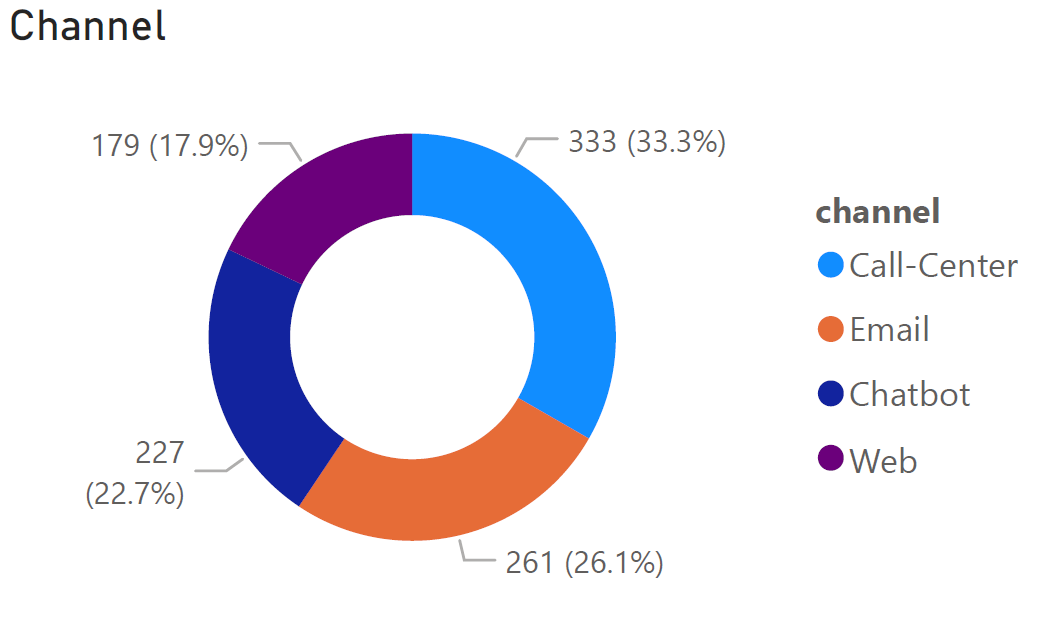 Channel
179 (17.9%)
333 (33.3%)
channel
Call-Center
Email
Chatbot
Web
227
(22.7%)
261 (26.1%)